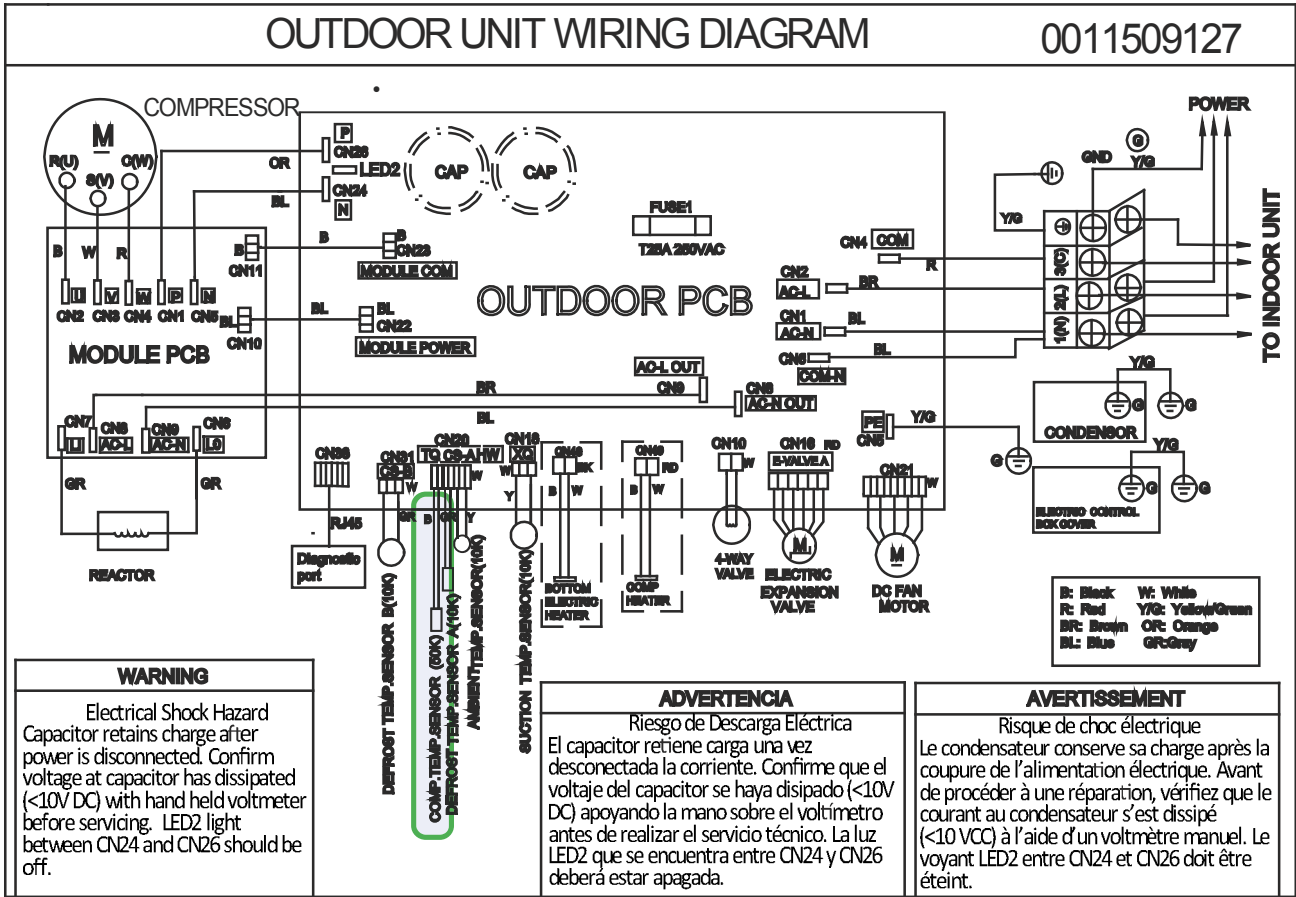 OUTDOOR UNIT WIRING DIAGRAM
0011509127
COMPRESSOR
M
R(U)
S(V)
C(W)
B
W
R
OR
BL
P
CN26
LED2
CN24
N
CAP
CAP
FUSE1
T25A 250VAC
B
CN11
B
B
CN23
MODULE COM
U
V
W
P
N
CN2
CN3
CN4
CN1
CN5
BL
CN10
BL
BL
CN22
MODULE POWER
MODULE PCB
OUTDOOR PCB
CN4
COM
R
CN2
AC-L
BR
CN1
AC-N
BL
CN6
COM-N
BL
POWER
G
GND
Y/G
Y/G
3(C)
2(L)
1(N)
TO INDOOR UNIT
AC-L OUT
CN9
BR
CN8
AC-N OUT
BL
CN7
LI
CN8
AC-L
CN9
AC-N
CN6
L0
GR
GR
REACTOR
PE
CN5
Y/G
G
Y/G
G
CONDENSOR
Y/G
G
ELECTRIC CONTROL
BOX COVER
CN36
RJ45
Diagnostic
port
CN31
CS-B
W
GR
CN20
TO CS-AHW
W
B
GR
Y
CN18
XQ
W
Y
CN48
BK
B
W
BOTTOM
ELECTRIC
HEATER
CN49
RD
B
W
COMP
HEATER
CN10
W
4-WAY
VALVE
CN16
RD
E-VALVE A
M
ELECTRIC
EXPANSION
VALVE
CN21
W
M
DC FAN
MOTOR
DEFROST TEMP.SENSOR B(10K)
COMP.TEMP.SENSOR (50K)
DEFROST TEMP.SENSOR A(10K)
AMBIENT TEMP.SENSOR(10K)
SUCTION TEMP.SENSOR(10K)
B: Black W: White
R: Red Y/G: Yellow/Green
BR: Brown OR: Orange
BL: Blue GR:Gray
WARNING
Electrical Shock Hazard
Capacitor retains charge after
power is disconnected. Confirm
voltage at capacitor has dissipated
(<10V DC) with hand held voltmeter
before servicing. LED2 light
between CN24 and CN26 should be
off.
ADVERTENCIA
Riesgo de Descarga Eléctrica
El capacitor retiene carga una vez
desconectada la corriente. Confirme que el
voltaje del capacitor se haya disipado (<10V
DC) apoyando la mano sobre el voltímetro
antes de realizar el servicio técnico. La luz
LED2 que se encuentra entre CN24 y CN26
deberá estar apagada.
AVERTISSEMENT
Risque de choc électrique
Le condensateur conserve sa charge après la
coupure de l'alimentation électrique. Avant
de procéder à une réparation, vérifiez que le
courant au condensateur s'est dissipé
(<10 VCC) à l'aide d'un voltmètre manuel. Le
voyant LED2 entre CN24 et CN26 doit être
éteint.